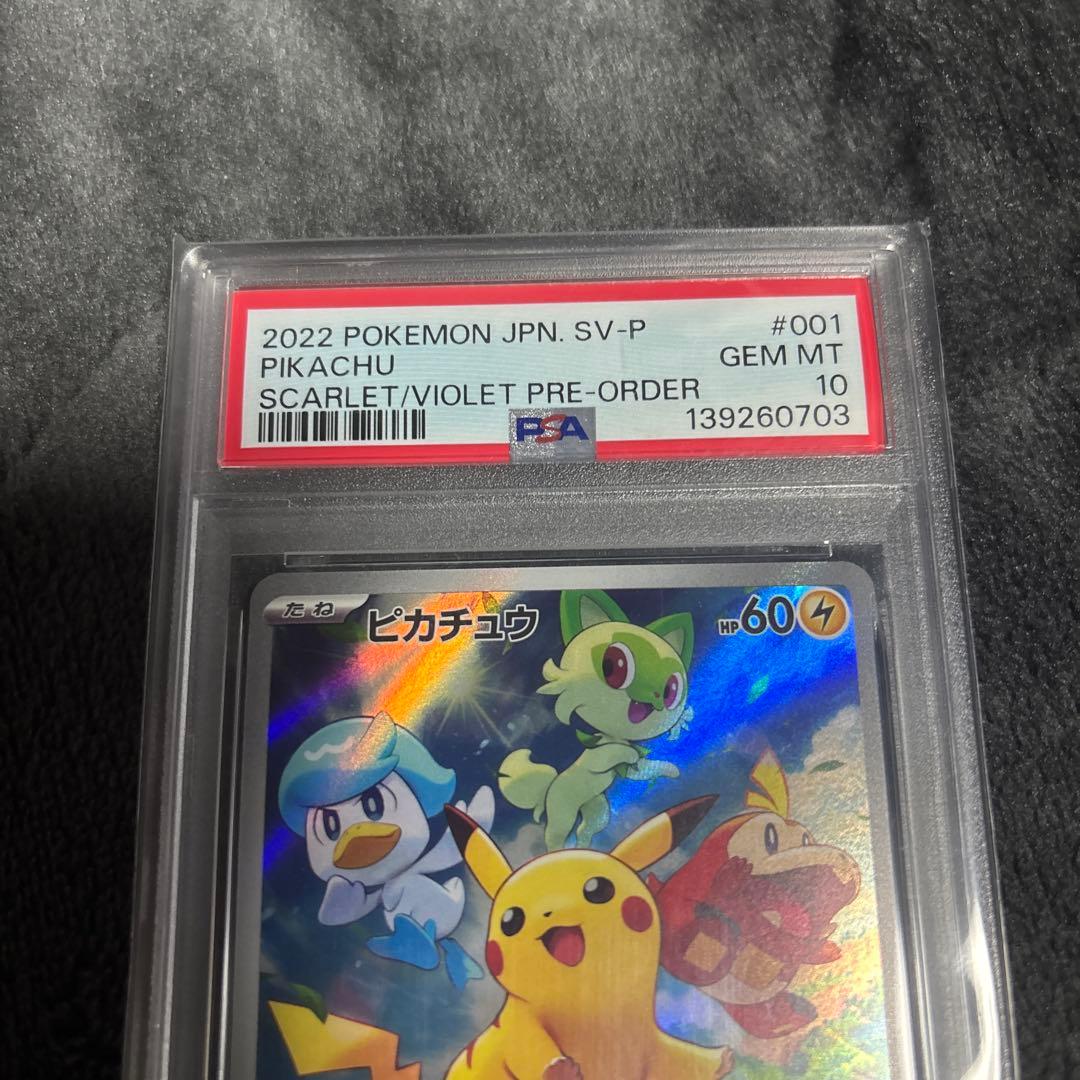 2022 POKEMON JPN. SV-P #001
PIKACHU GEM MT
SCARLET/VIOLET PRE-ORDER 10
PSA 139260703
たね ピカチュウ HP60